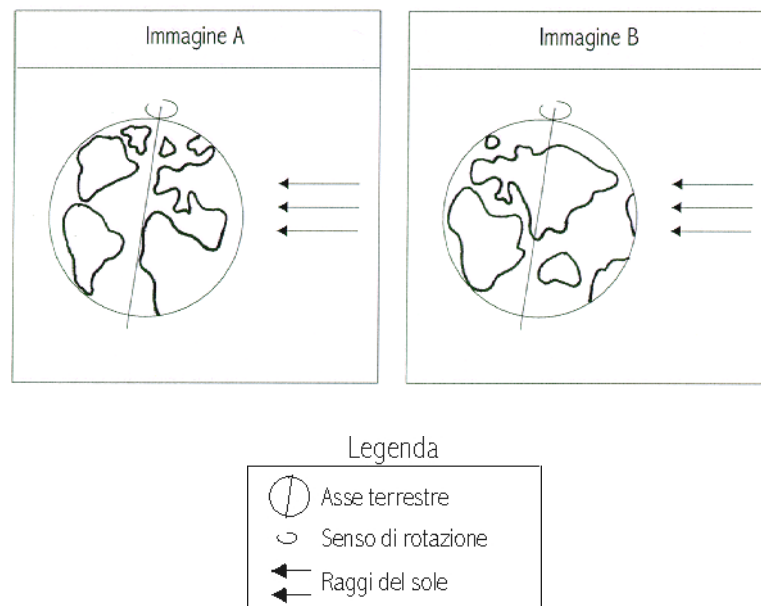 Immagine A
Immagine B
Legenda
Asse terrestre
Senso di rotazione
Raggi del sole